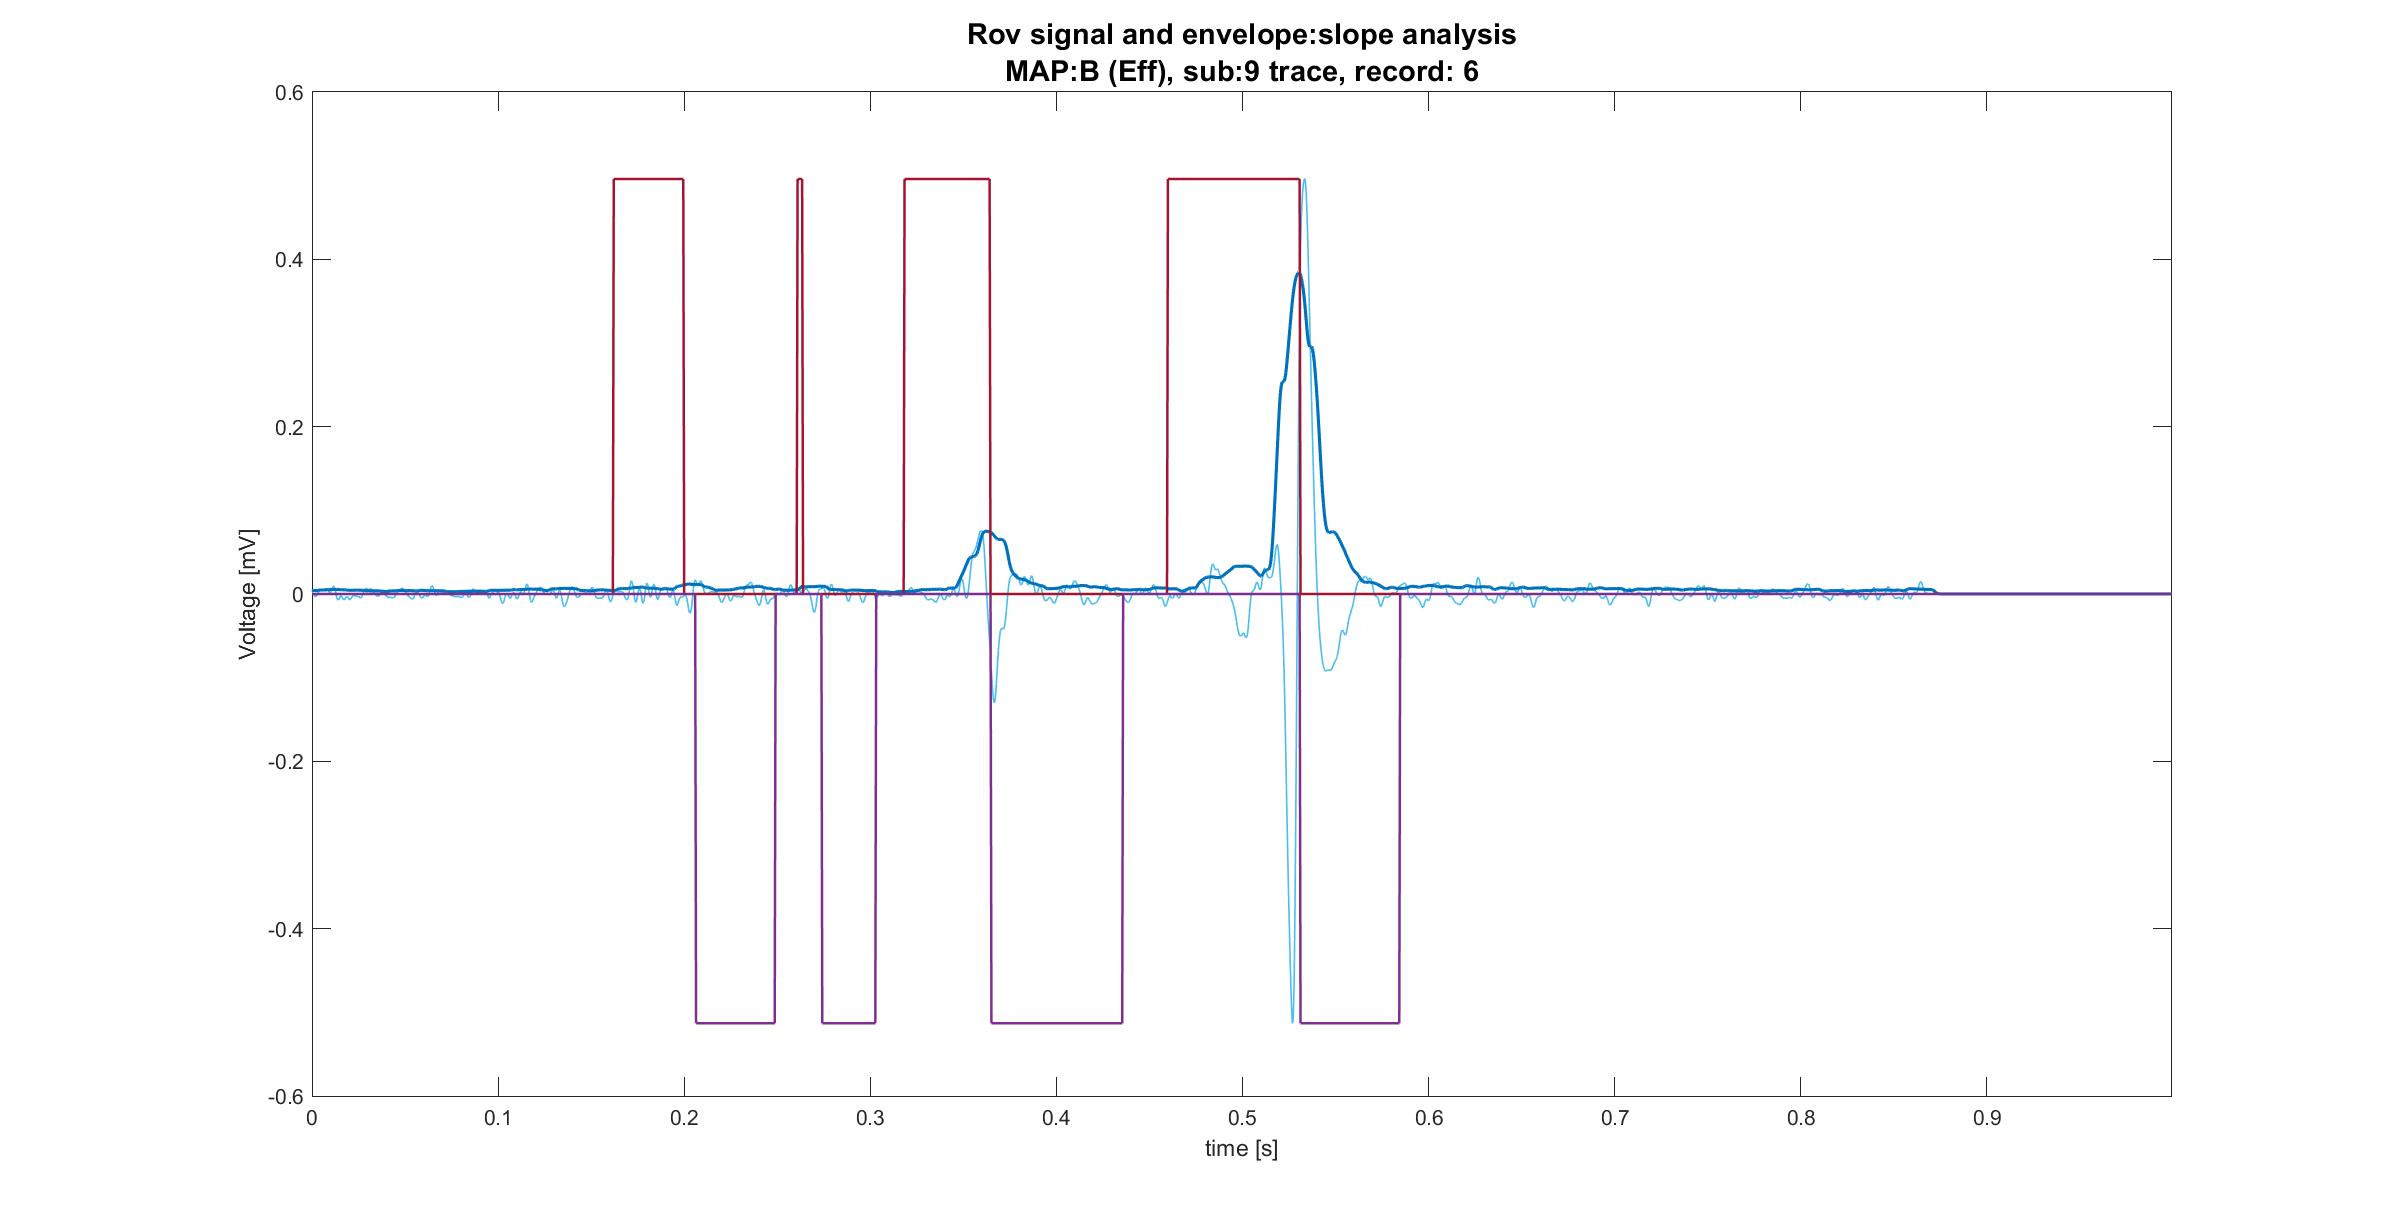 Rov signal and envelope:slope analysis
MAP:B (Eff), sub:9 trace, record: 6
0.6
0.4
0.2
0
-0.2
-0.4
-0.6
Voltage [mV]
0 0.1 0.2 0.3 0.4 0.5 0.6 0.7 0.8 0.9
time [s]